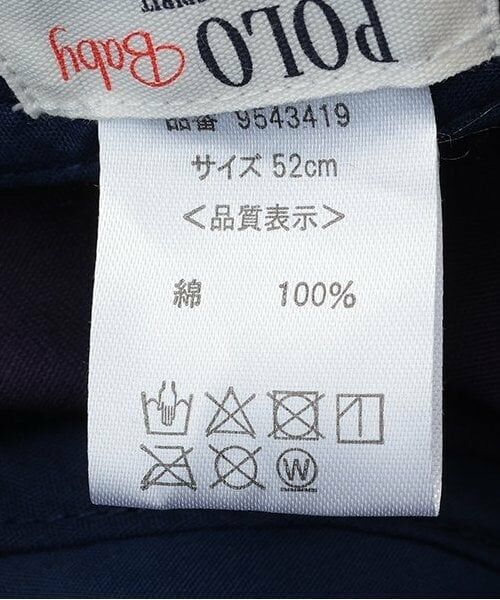 POLO Baby
品番 9543419
サイズ 52cm
<品質表示>
綿 100%
W